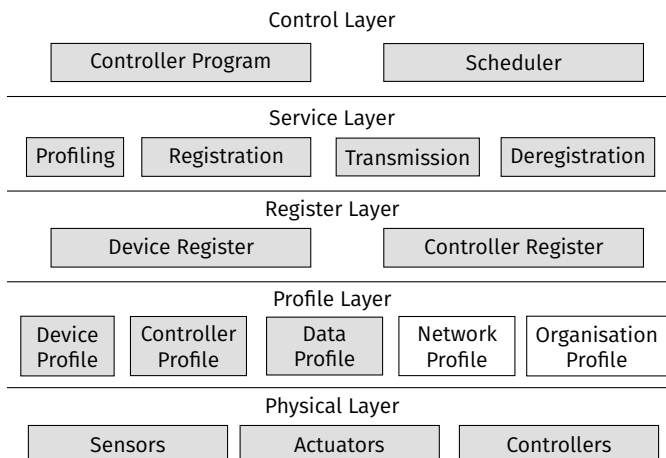 Control Layer
Controller Program Scheduler
Service Layer
Profiling Registration Transmission Deregistration
Register Layer
Device Register Controller Register
Profile Layer
Device Controller Data Network Organisation
Profile Profile Profile Profile Profile
Physical Layer
Sensors Actuators Controllers